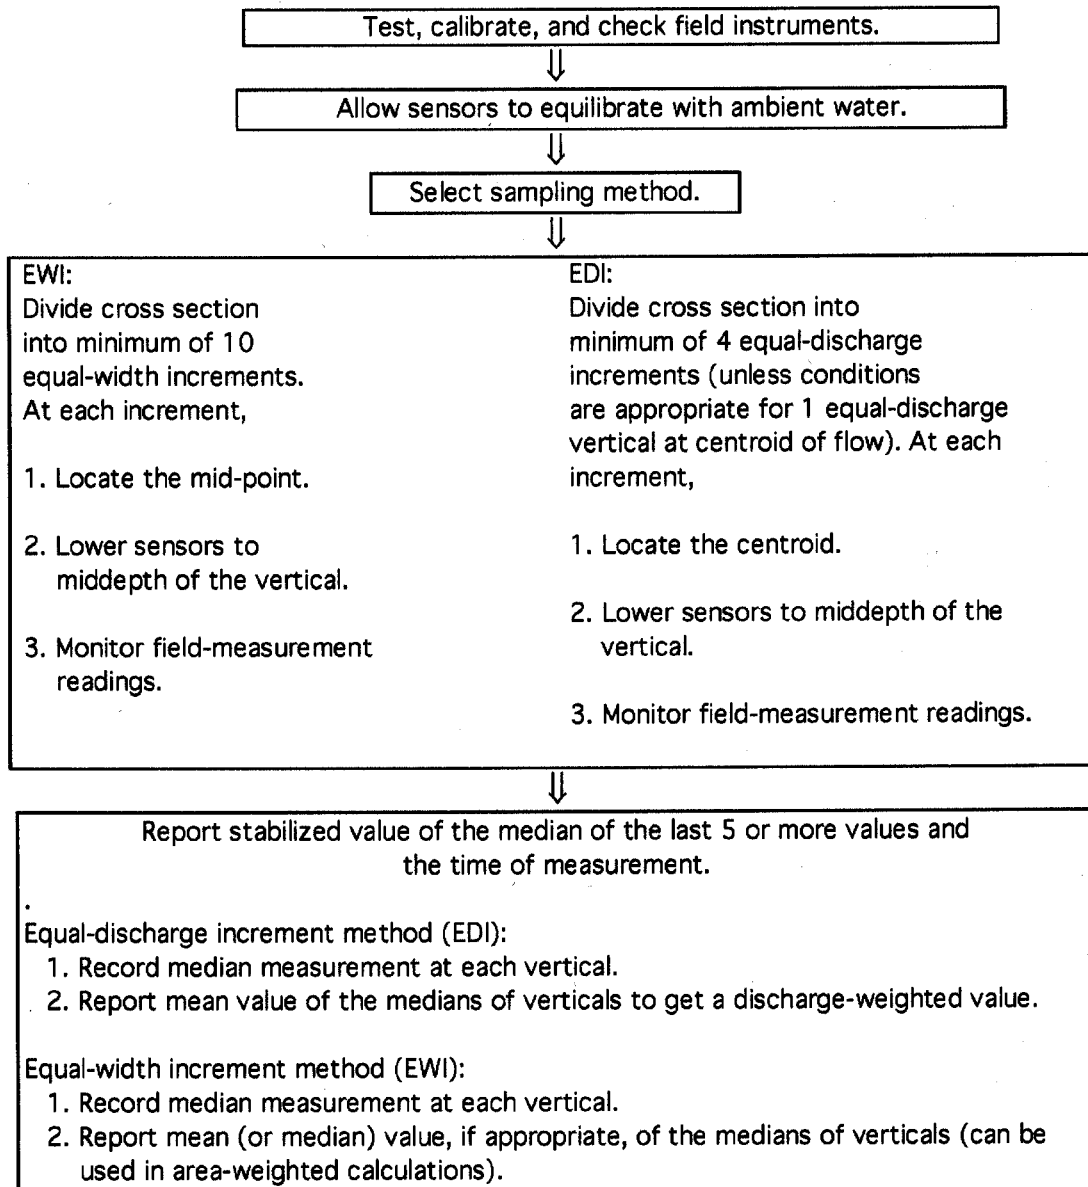 Test, calibrate, and check field instruments.
⇓
Allow sensors to equilibrate with ambient water.
⇓
Select sampling method.
⇓
EWI:
Divide cross section
into minimum of 10
equal-width increments.
At each increment,
1. Locate the mid-point.
2. Lower sensors to
middepth of the vertical.
3. Monitor field-measurement
readings.
EDI:
Divide cross section into
minimum of 4 equal-discharge
increments (unless conditions
are appropriate for 1 equal-discharge
vertical at centroid of flow). At each
increment,
1. Locate the centroid.
2. Lower sensors to middepth of the
vertical.
3. Monitor field-measurement readings.
⇓
Report stabilized value of the median of the last 5 or more values and
the time of measurement.
Equal-discharge increment method (EDI):
1. Record median measurement at each vertical.
2. Report mean value of the medians of verticals to get a discharge-weighted value.
Equal-width increment method (EWI):
1. Record median measurement at each vertical.
2. Report mean (or median) value, if appropriate, of the medians of verticals (can be
used in area-weighted calculations).